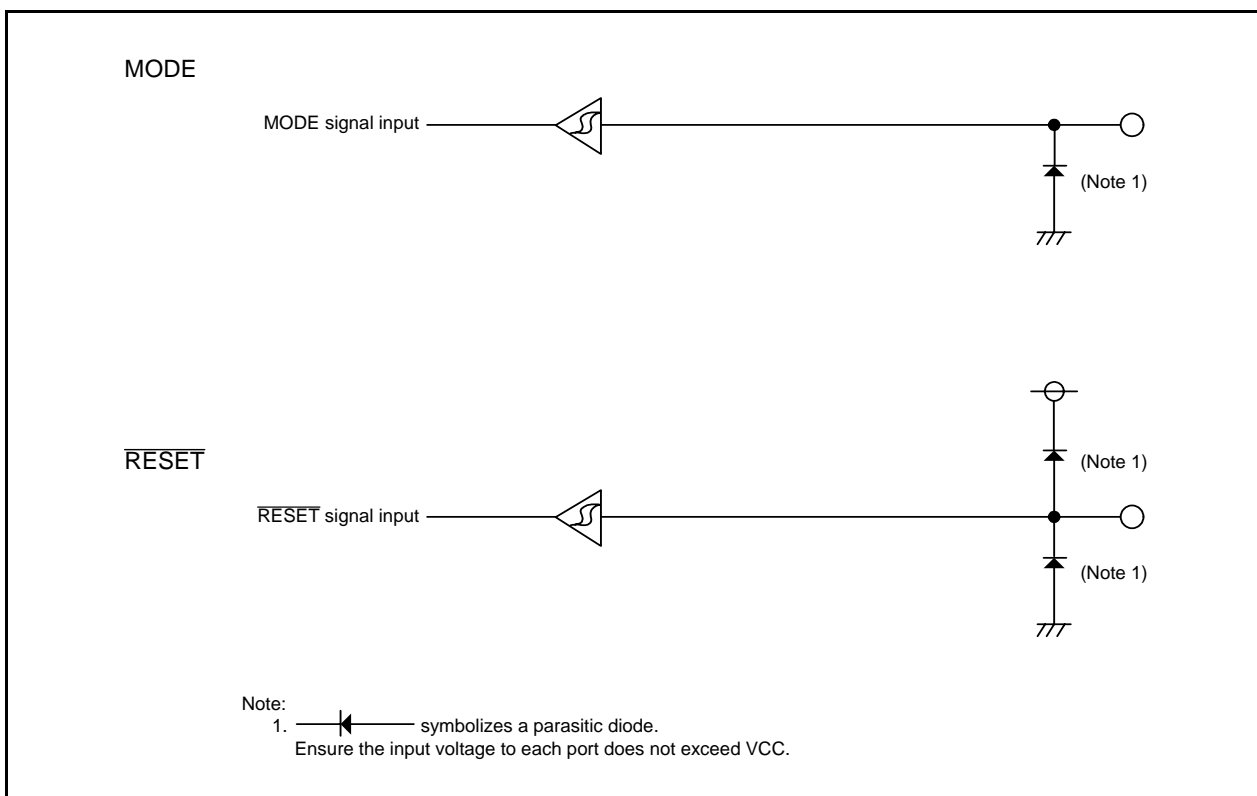 MODE
MODE signal input
(Note 1)
(Note 1)
RESET
RESET signal input
(Note 1)
Note:
1. symbolizes a parasitic diode.
Ensure the input voltage to each port does not exceed VCC.